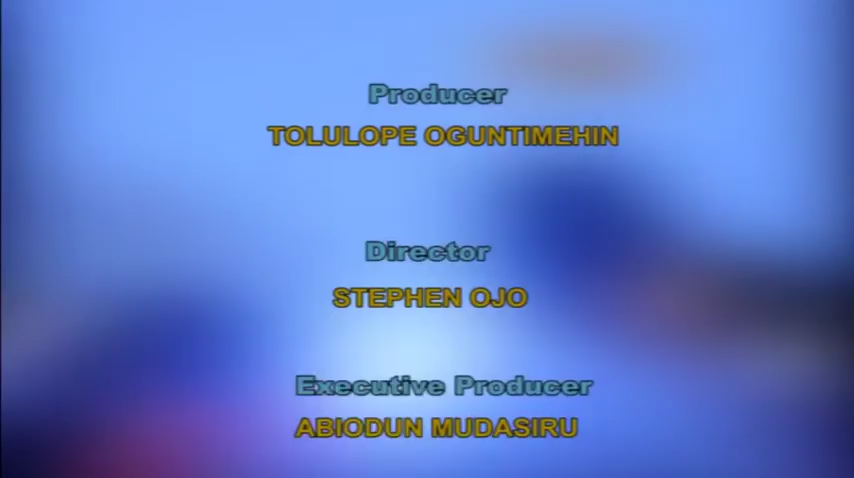 Producer
TOLULOPE OGUNTIMEHIN
Director
STEPHEN OJO
Executive Producer
ABIODUN MUDASIRU